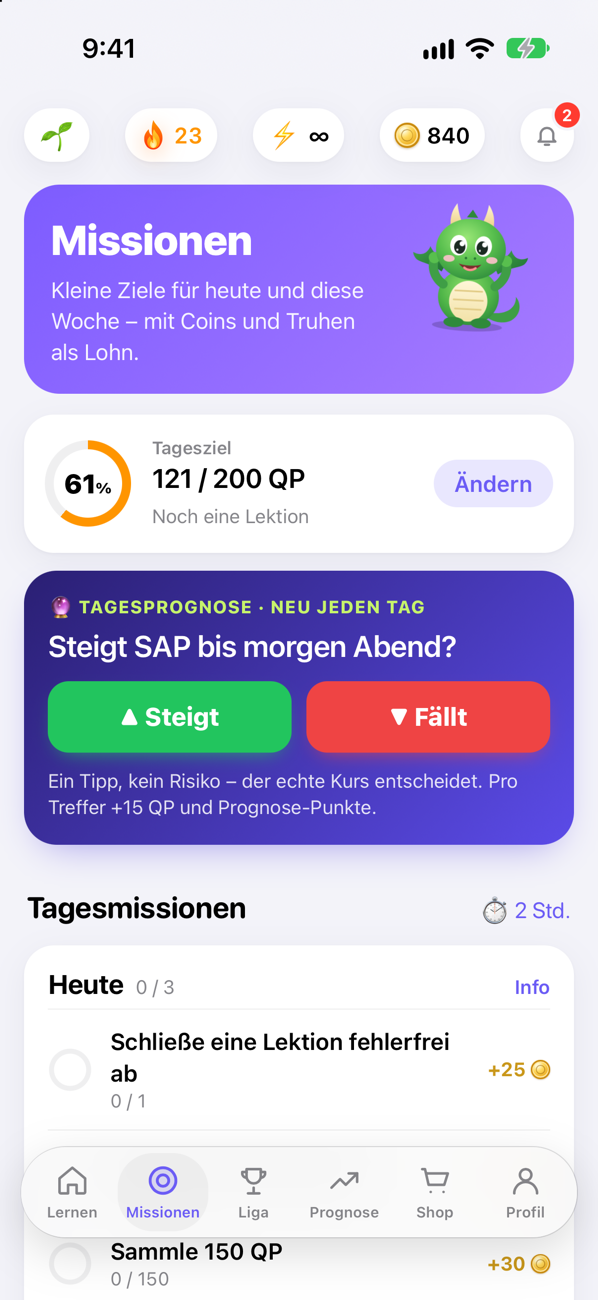 9:41
23
∞
840
2
Missionen
Kleine Ziele für heute und diese
Woche – mit Coins und Truhen
als Lohn.
61%
Tagesziel
121 / 200 QP
Noch eine Lektion
Ändern
TAGESPROGNOSE · NEU JEDEN TAG
Steigt SAP bis morgen Abend?
▲ Steigt
▼ Fällt
Ein Tipp, kein Risiko – der echte Kurs entscheidet. Pro
Treffer +15 QP und Prognose-Punkte.
Tagesmissionen
2 Std.
Heute 0 / 3
Info
Schließe eine Lektion fehlerfrei
ab
0 / 1
+25
Lernen
Missionen
Liga
Prognose
Shop
Profil
Sammle 150 QP
0 / 150
+30